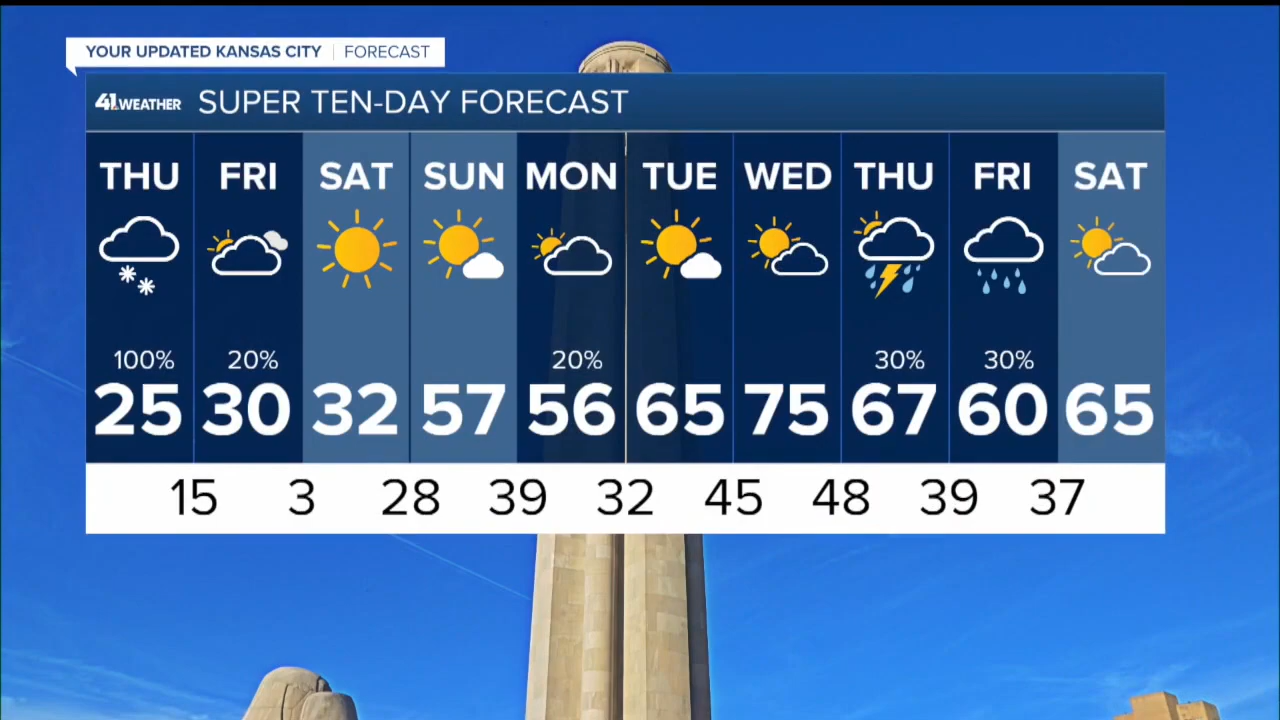 YOUR UPDATED KANSAS CITY | FORECAST
41 WEATHER SUPER TEN-DAY FORECAST
THU FRI SAT SUN MON TUE WED THU FRI SAT
100% 20% 20% 30% 30%
25 30 32 57 56 65 75 67 60 65
15 3 28 39 32 45 48 39 37